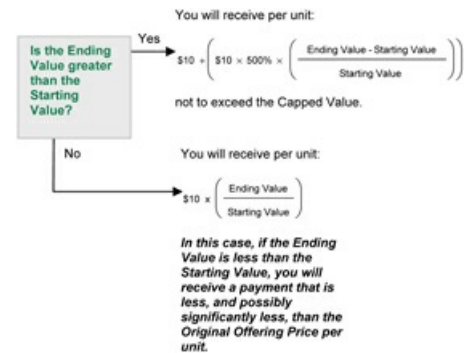 You will receive per unit:
Yes
Is the Ending
Value greater
than the
Starting
Value?
$10 + ( $10 × 500% × ( Ending Value - Starting Value
Starting Value ) )
not to exceed the Capped Value.
No
You will receive per unit:
$10 x ( Ending Value
Starting Value )
In this case, if the Ending
Value is less than the
Starting Value, you will
receive a payment that is
less, and possibly
significantly less, than the
Original Offering Price per
unit.